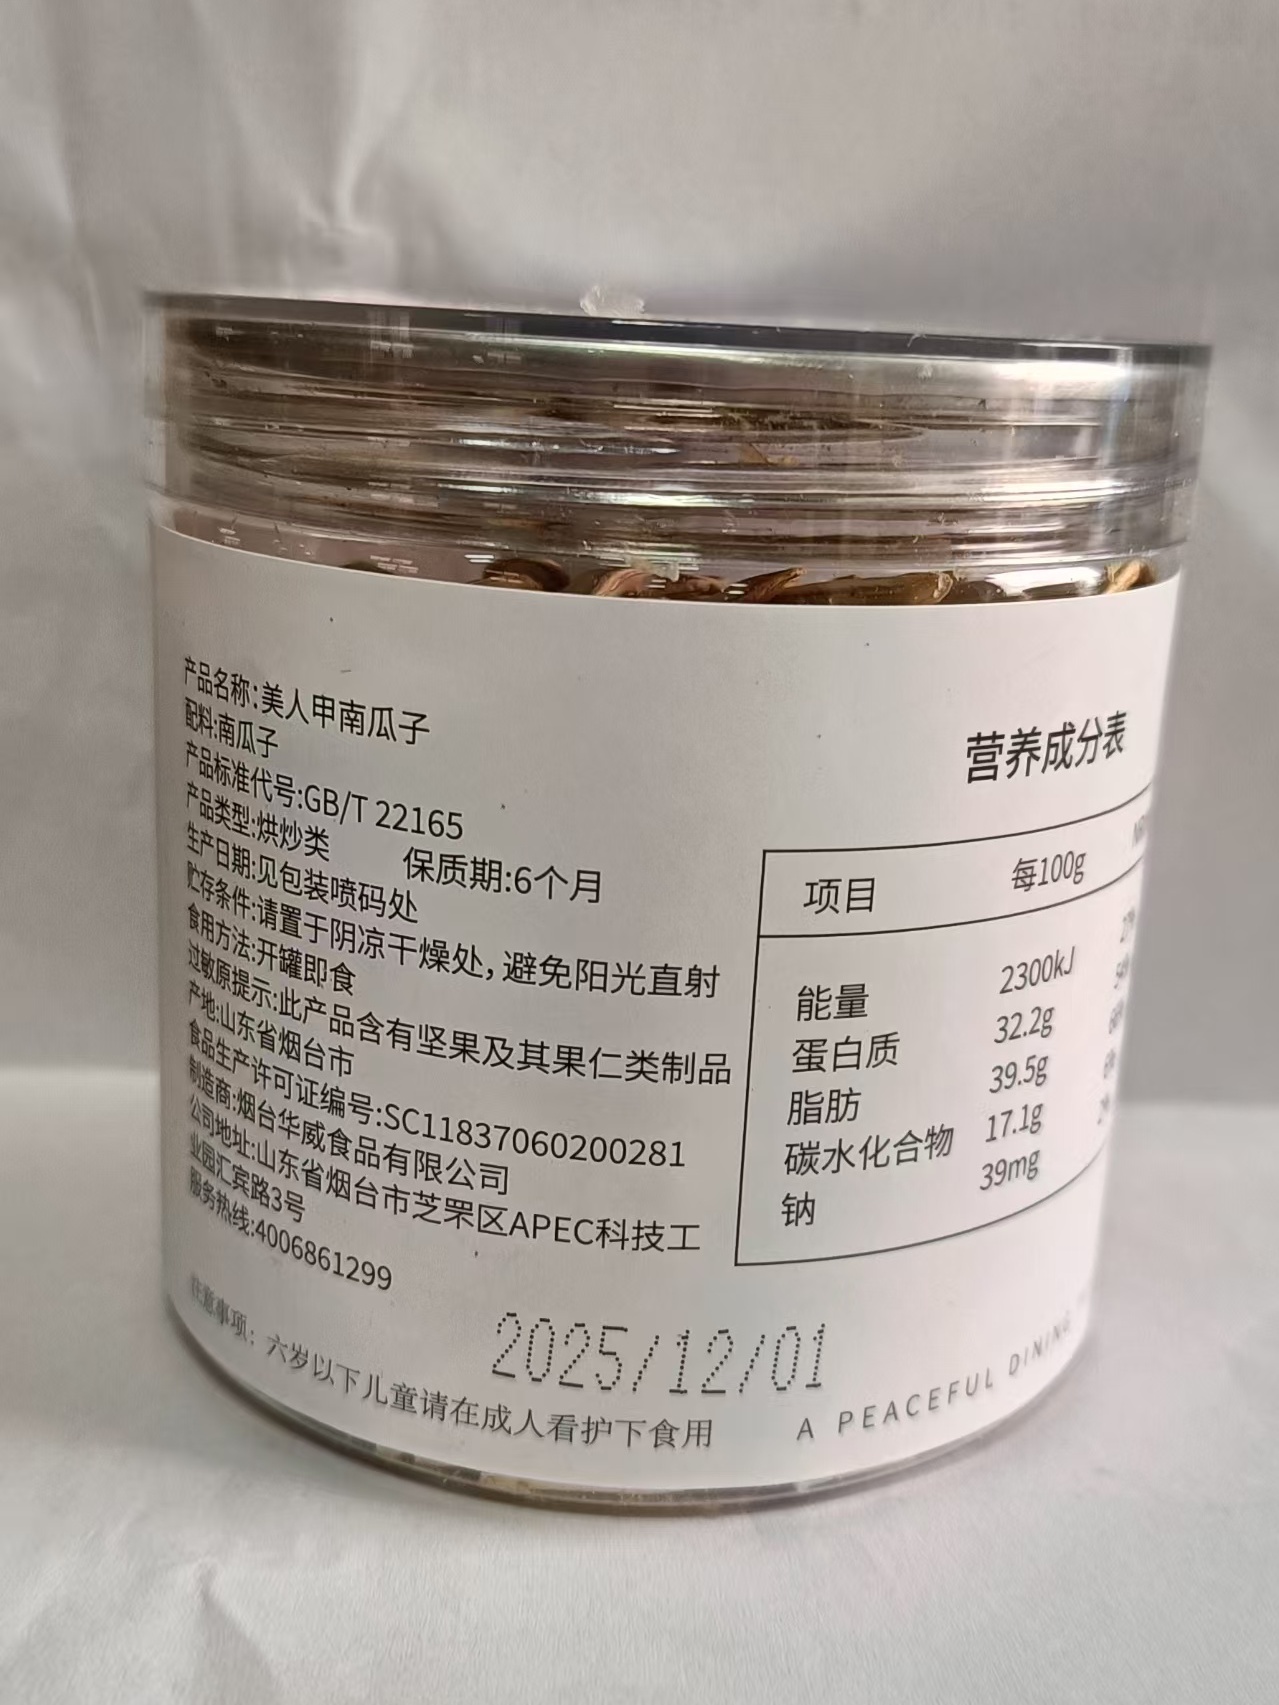 产品名称:美人甲南瓜子
配料:南瓜子
产品标准代号:GB/T 22165
产品类型:烘炒类 保质期:6个月
生产日期:见包装喷码处
贮存条件:请置于阴凉干燥处,避免阳光直射
食用方法:开罐即食
过敏原提示:此产品含有坚果及其果仁类制品
产地:山东省烟台市
食品生产许可证编号:SC11837060200281
制造商:烟台华威食品有限公司
公司地址:山东省烟台市芝罘区APEC科技工
业园汇宾路3号
服务热线:4006861299
注意事项：六岁以下儿童请在成人看护下食用
2025/12/01
营养成分表
项目 每100g
能量 2300kJ
蛋白质 32.2g
脂肪 39.5g
碳水化合物 17.1g
钠 39mg
A PEACEFUL DINING